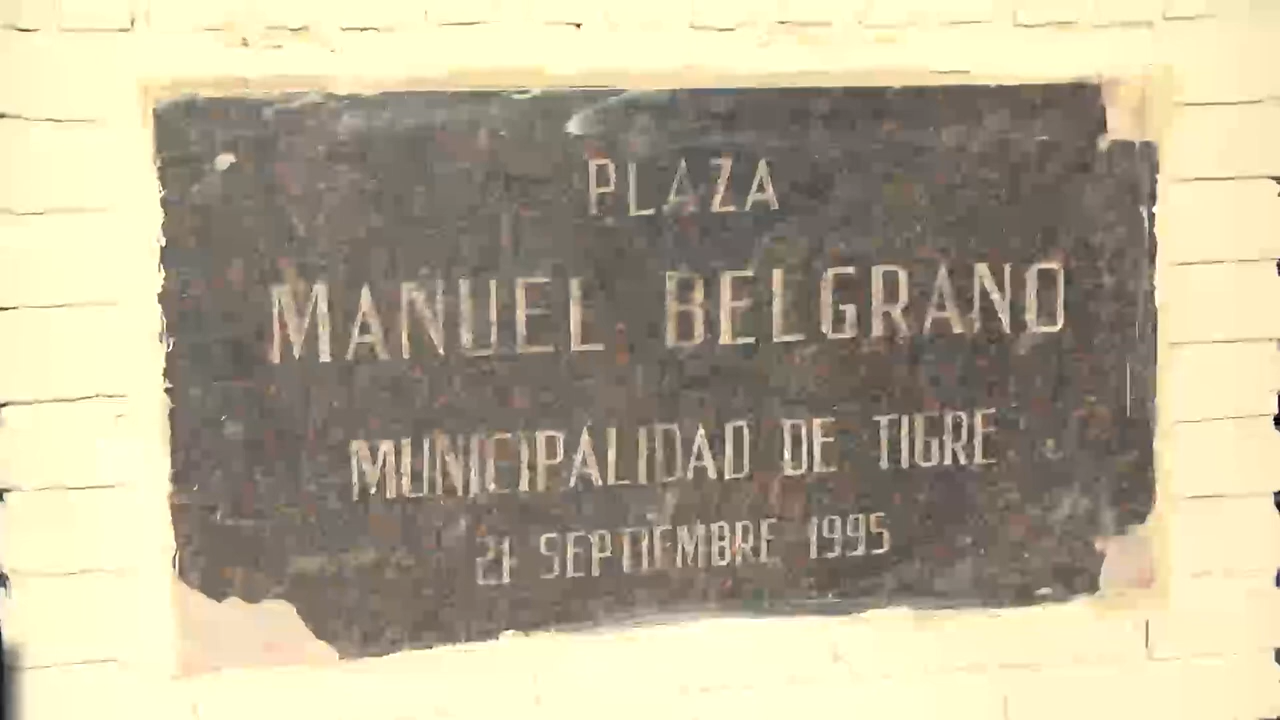 PLAZA
MANUEL BELGRANO
MUNICIPALIDAD DE TIGRE
21 SEPTIEMBRE 1995